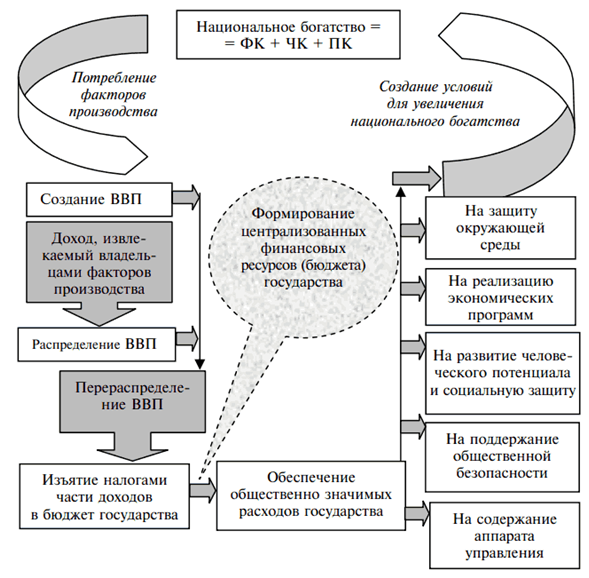 Национальное богатство =
= ФК + ЧК + ПК
Потребление
факторов
производства
Создание условий
для увеличения
национального богатства
Создание ВВП
Доход, извле-
каемый владель-
цами факторов
производства
Распределение ВВП
Перераспределе-
ние ВВП
Изъятие налогами
части доходов
в бюджет государства
Формирование
централизованных
финансовых
ресурсов (бюджета)
государства
Обеспечение
общественно значимых
расходов государства
На защиту
окружающей
среды
На реализацию
экономических
программ
На развитие челове-
ческого потенциала
и социальную защиту
На поддержание
общественной
безопасности
На содержание
аппарата
управления